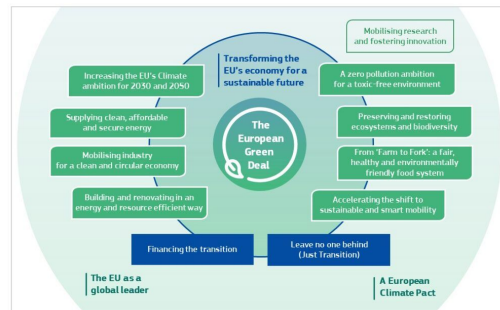 Mobilising research
and fostering innovation
Transforming the
EU's economy for a
sustainable future
Increasing the EU's Climate
ambition for 2030 and 2050
A zero pollution ambition
for a toxic-free environment
Supplying clean, affordable
and secure energy
Preserving and restoring
ecosystems and biodiversity
The
European
Green
Deal
Mobilising industry
for a clean and circular economy
From 'Farm to Fork': a fair,
healthy and environmentally
friendly food system
Building and renovating in an
energy and resource efficient way
Accelerating the shift to
sustainable and smart mobility
Financing the transition
Leave no one behind
(Just Transition)
The EU as a
global leader
A European
Climate Pact